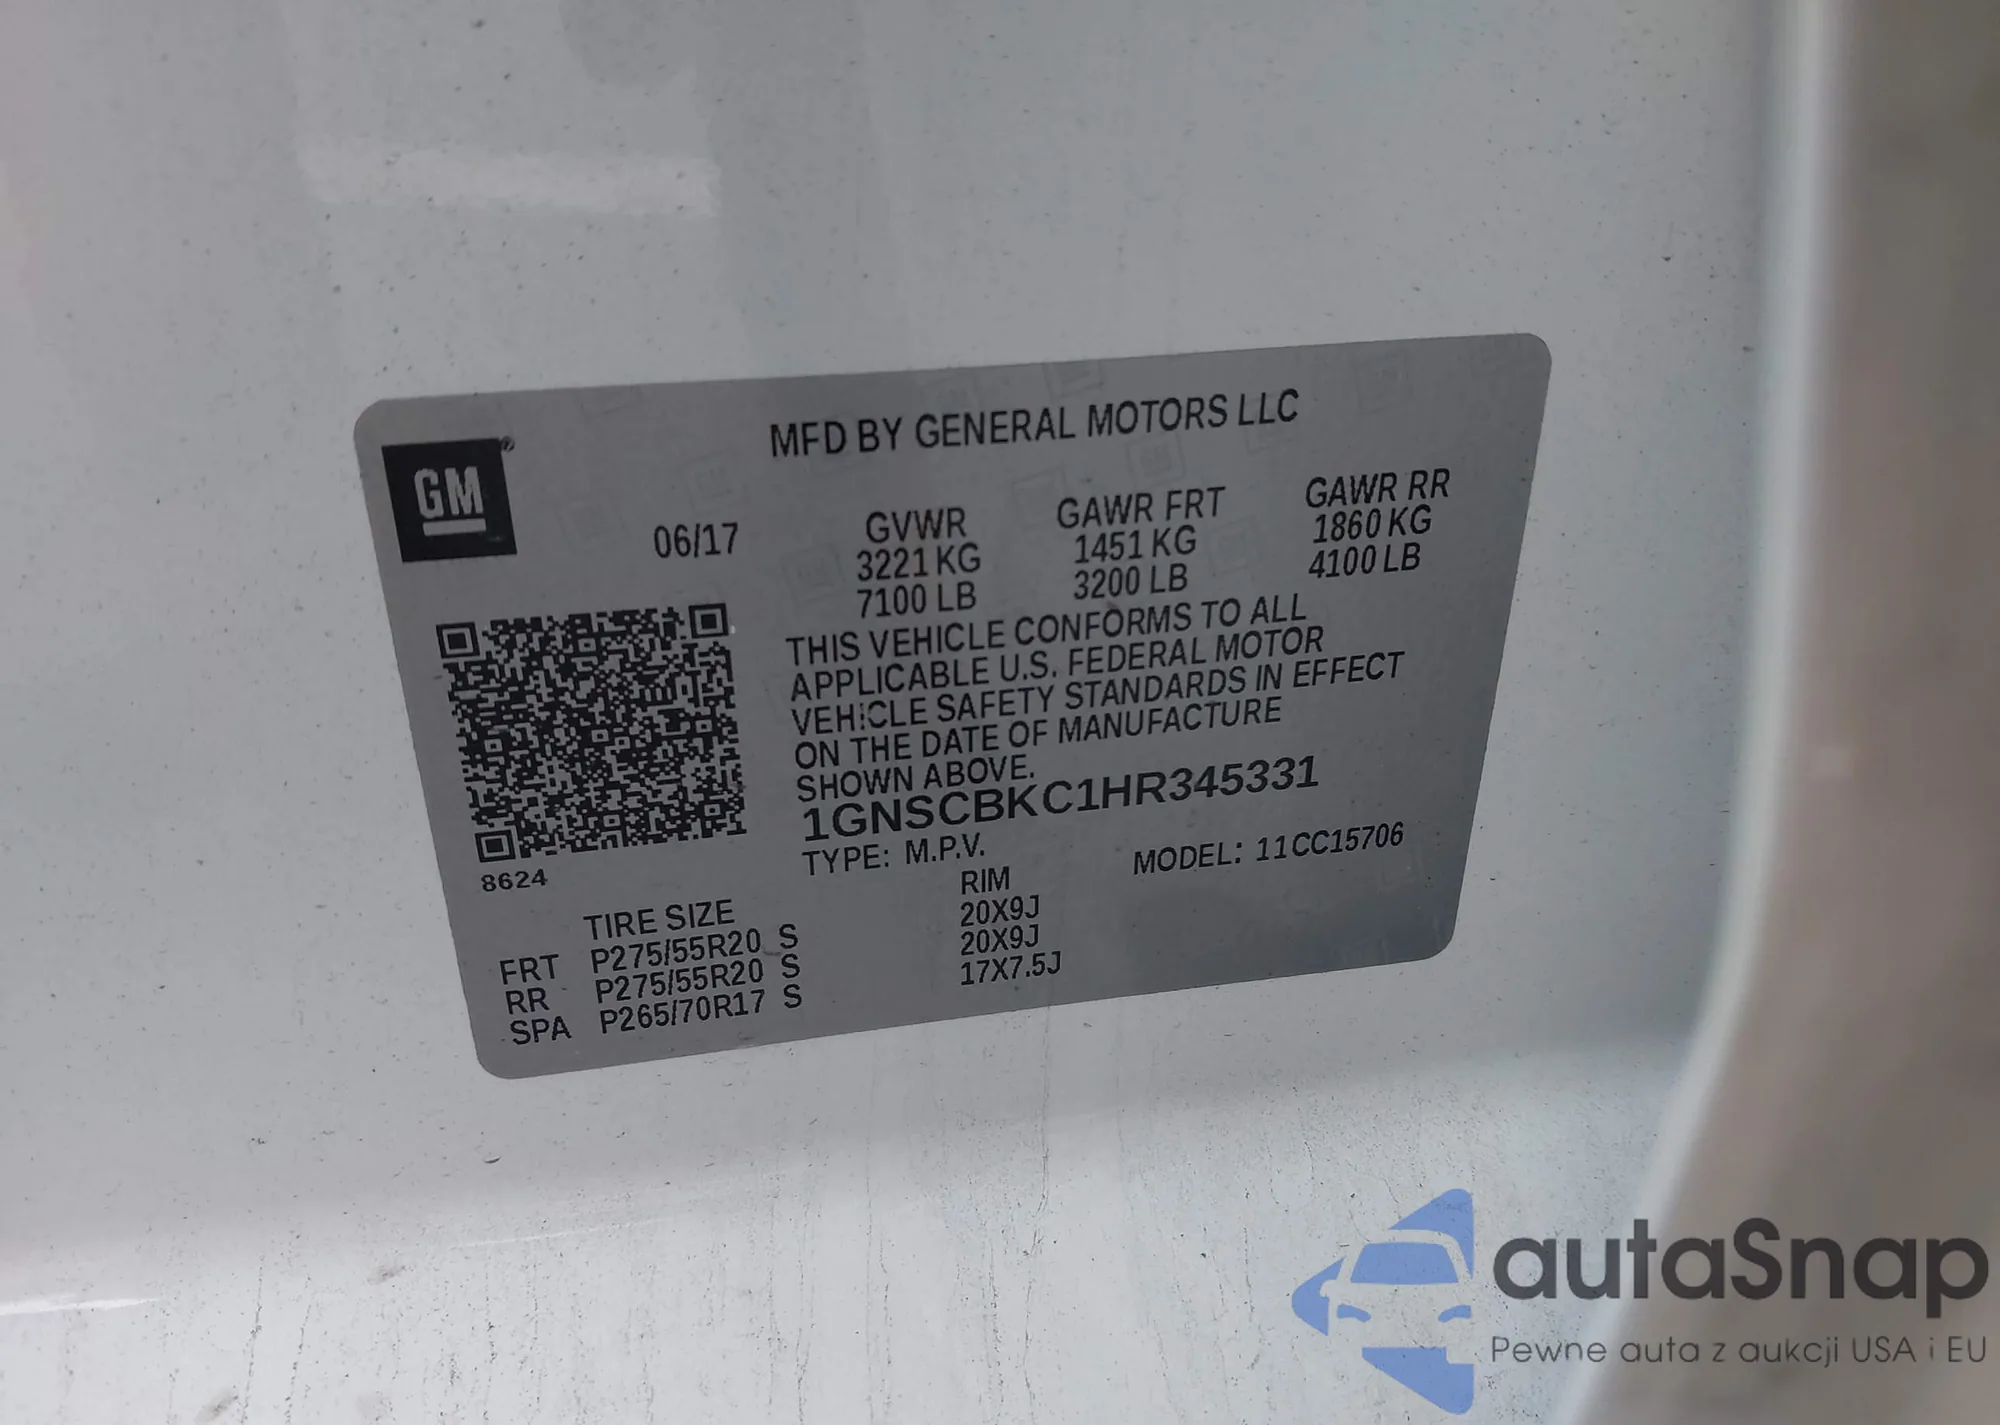 MFD BY GENERAL MOTORS LLC
GM®
06/17
GVWR GAWR FRT GAWR RR
3221 KG 1451 KG 1860 KG
7100 LB 3200 LB 4100 LB
THIS VEHICLE CONFORMS TO ALL
APPLICABLE U.S. FEDERAL MOTOR
VEHICLE SAFETY STANDARDS IN EFFECT
ON THE DATE OF MANUFACTURE
SHOWN ABOVE.
1GNSCBKC1HR345331
TYPE: M.P.V. MODEL: 11CC15706
8624
TIRE SIZE RIM
FRT P275/55R20 S 20X9J
RR P275/55R20 S 20X9J
SPA P265/70R17 S 17X7.5J
autaSnap
Pewne auta z aukcji USA i EU